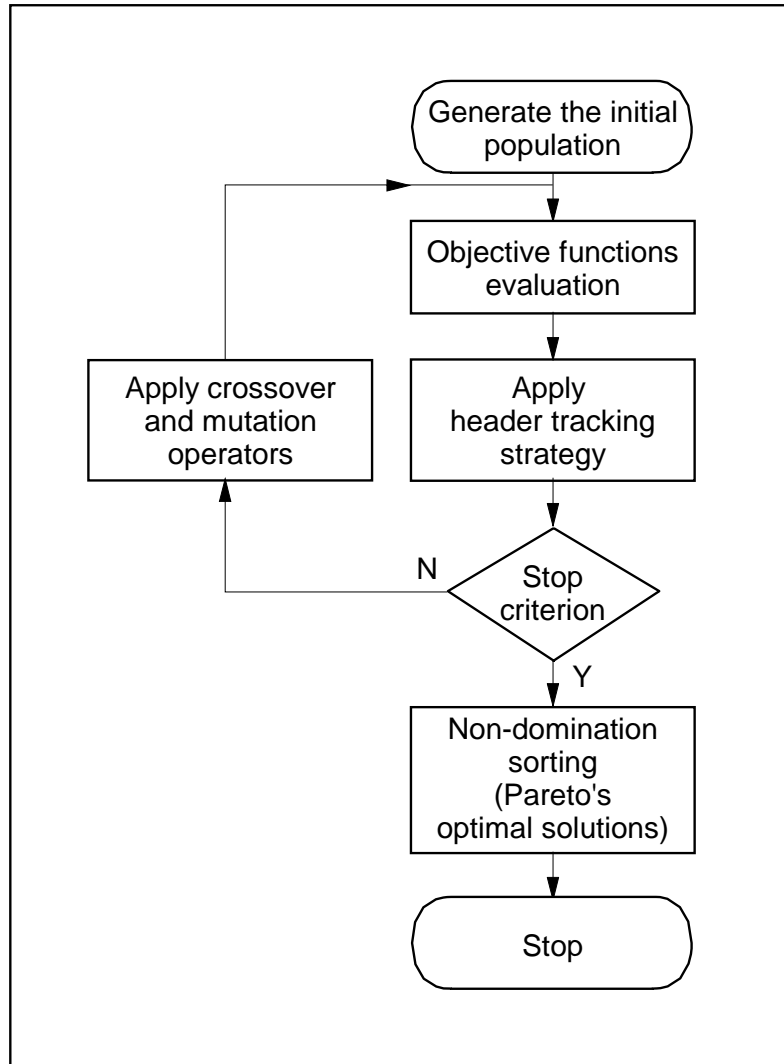 Generate the initial
population
Objective functions
evaluation
Apply crossover
and mutation
operators
Apply
header tracking
strategy
N
Stop
criterion
Y
Non-domination
sorting
(Pareto's
optimal solutions)
Stop